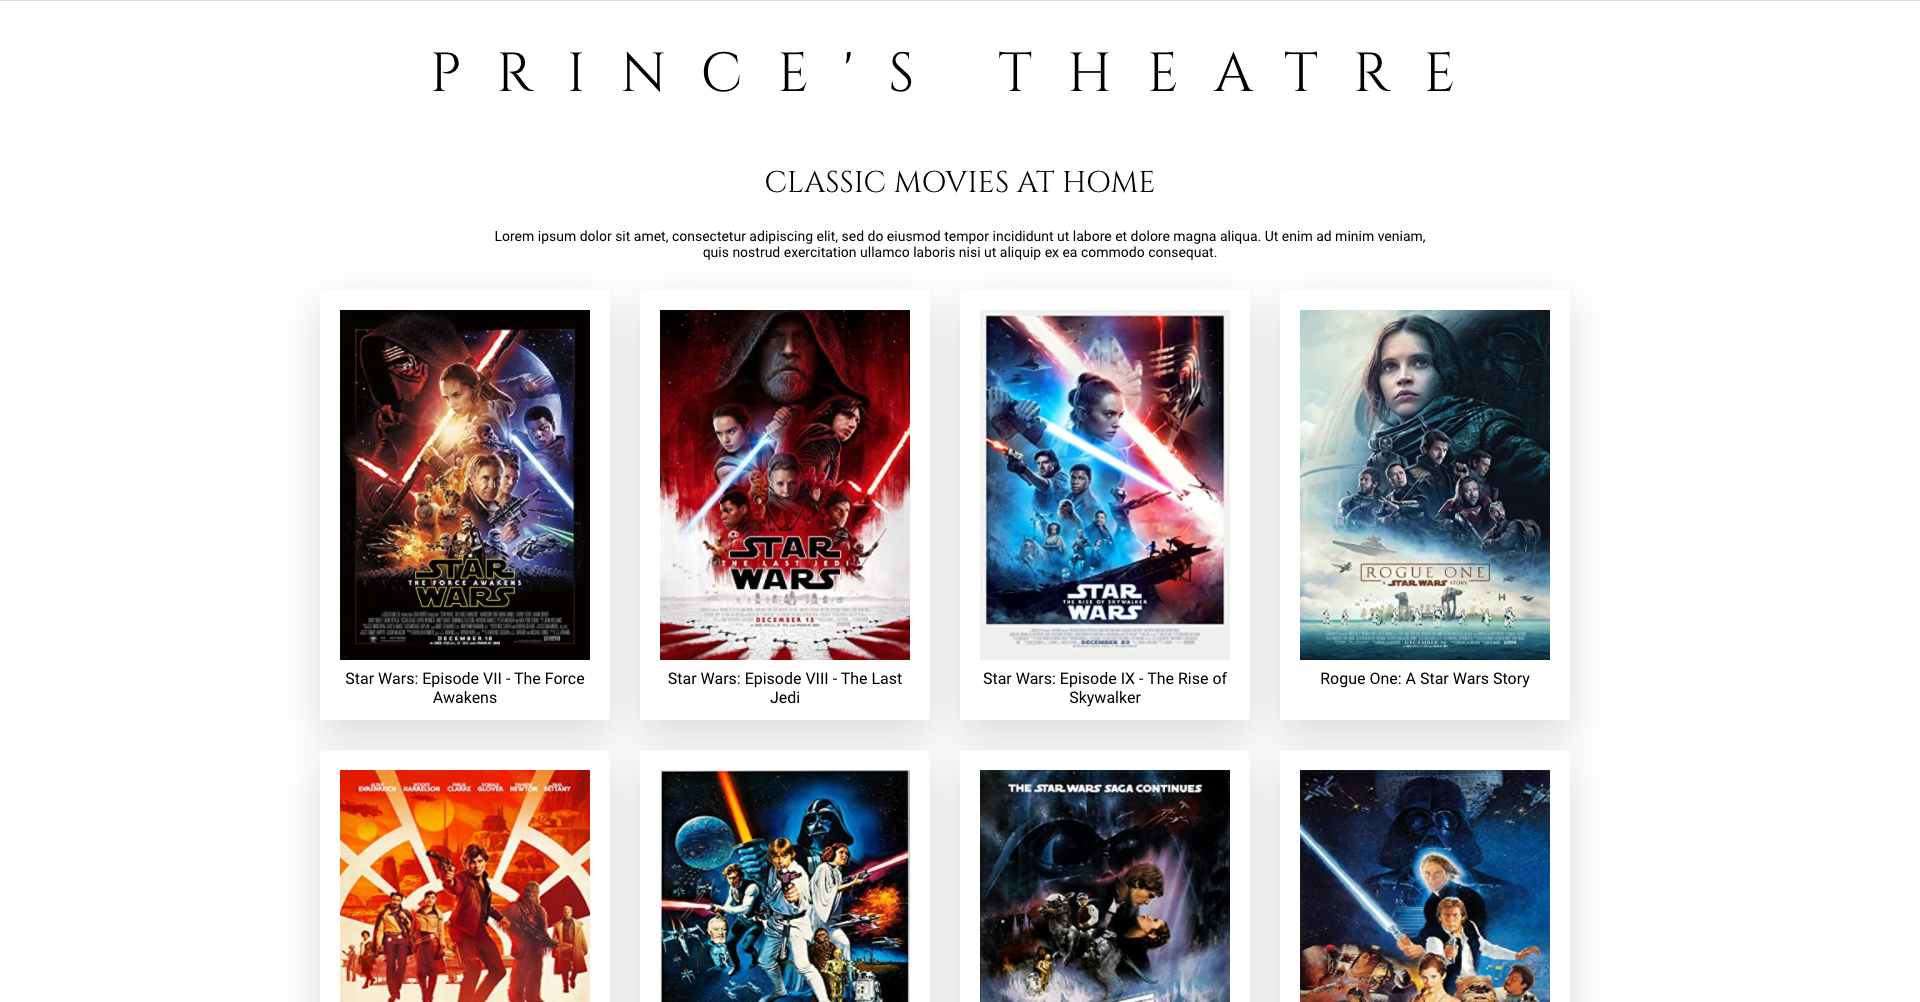 PRINCE'S THEATRE
CLASSIC MOVIES AT HOME
Lorem ipsum dolor sit amet, consectetur adipiscing elit, sed do eiusmod tempor incididunt ut labore et dolore magna aliqua. Ut enim ad minim veniam,
quis nostrud exercitation ullamco laboris nisi ut aliquip ex ea commodo consequat.
STAR
THE FORCE AWAKENS
WARS
DECEMBER 18
Star Wars: Episode VII - The Force
Awakens
STAR
THE LAST JEDI
WARS
DECEMBER 15
Star Wars: Episode VIII - The Last
Jedi
STAR
THE RISE OF SKYWALKER
WARS
DECEMBER 20
Star Wars: Episode IX - The Rise of
Skywalker
ROGUE ONE
A STAR WARS STORY
DECEMBER 16
Rogue One: A Star Wars Story
ALDEN EHRENREICH WOODY HARRELSON EMILIA CLARKE DONALD GLOVER THANDIE NEWTON PAUL BETTANY
THE STAR WARS SAGA CONTINUES